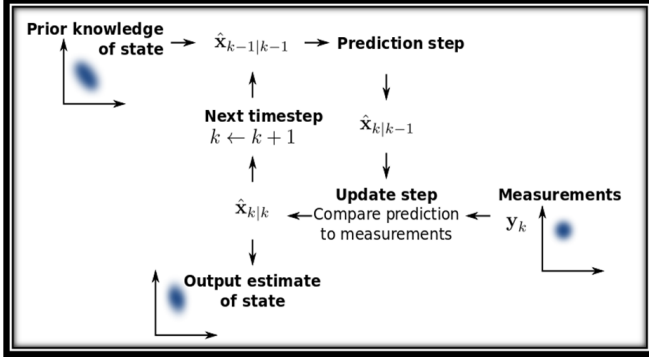 Prior knowledge
of state
x̂ₖ₋₁|ₖ₋₁
Prediction step
Next timestep
k ← k + 1
x̂ₖ|ₖ₋₁
Update step
Compare prediction
to measurements
Measurements
yₖ
x̂ₖ|ₖ
Output estimate
of state